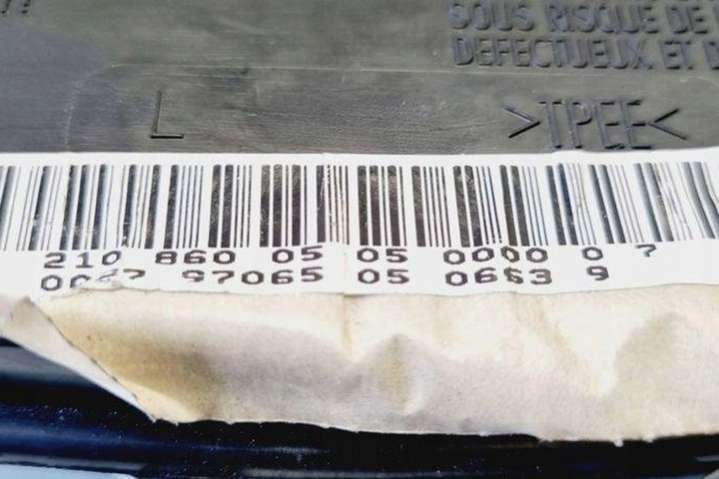 SOUS RISQUE DE
DEFECTUEUX ET D
L
>TPEE<
210 860 05 05 0000 0 7
97065 05 0663 9